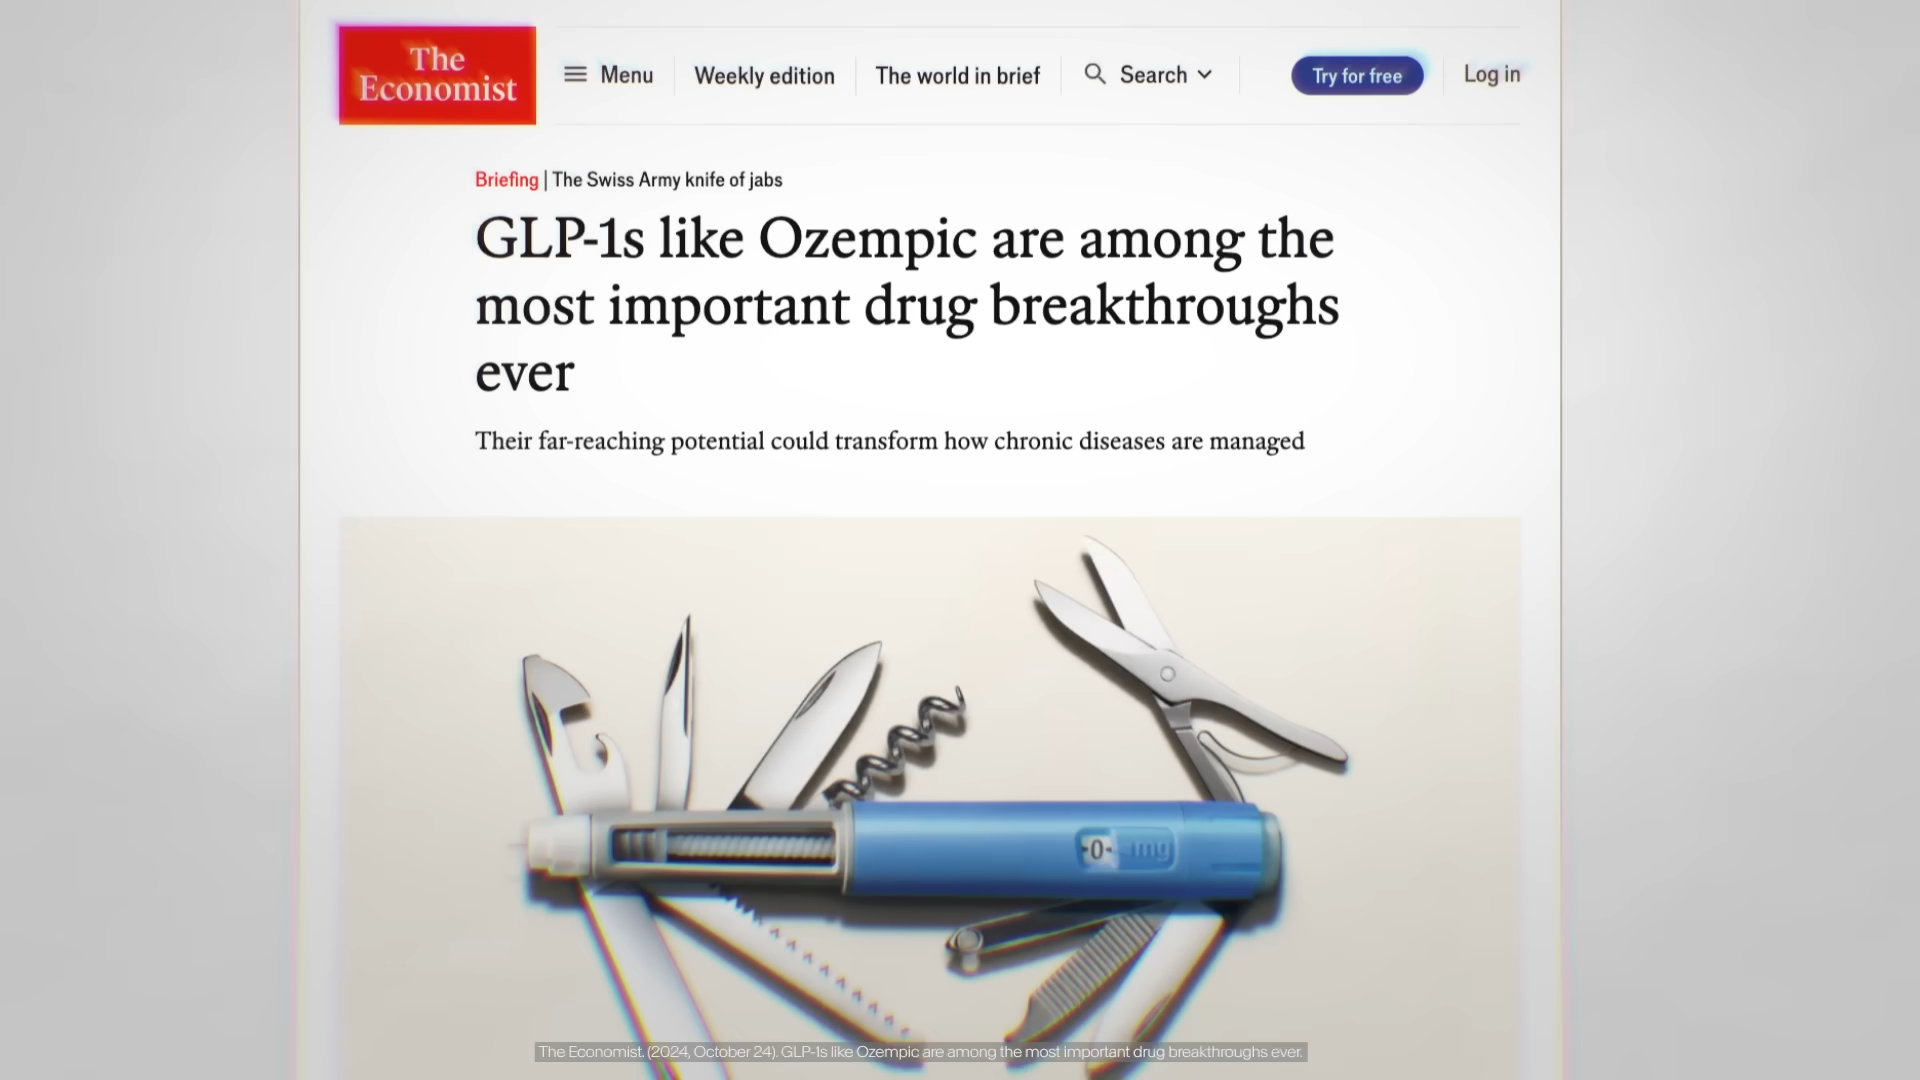 The
Economist
Menu
Weekly edition
The world in brief
Search
Try for free
Log in
Briefing | The Swiss Army knife of jabs
GLP-1s like Ozempic are among the
most important drug breakthroughs
ever
Their far-reaching potential could transform how chronic diseases are managed
-0- mg
The Economist. (2024, October 24). GLP-1s like Ozempic are among the most important drug breakthroughs ever.